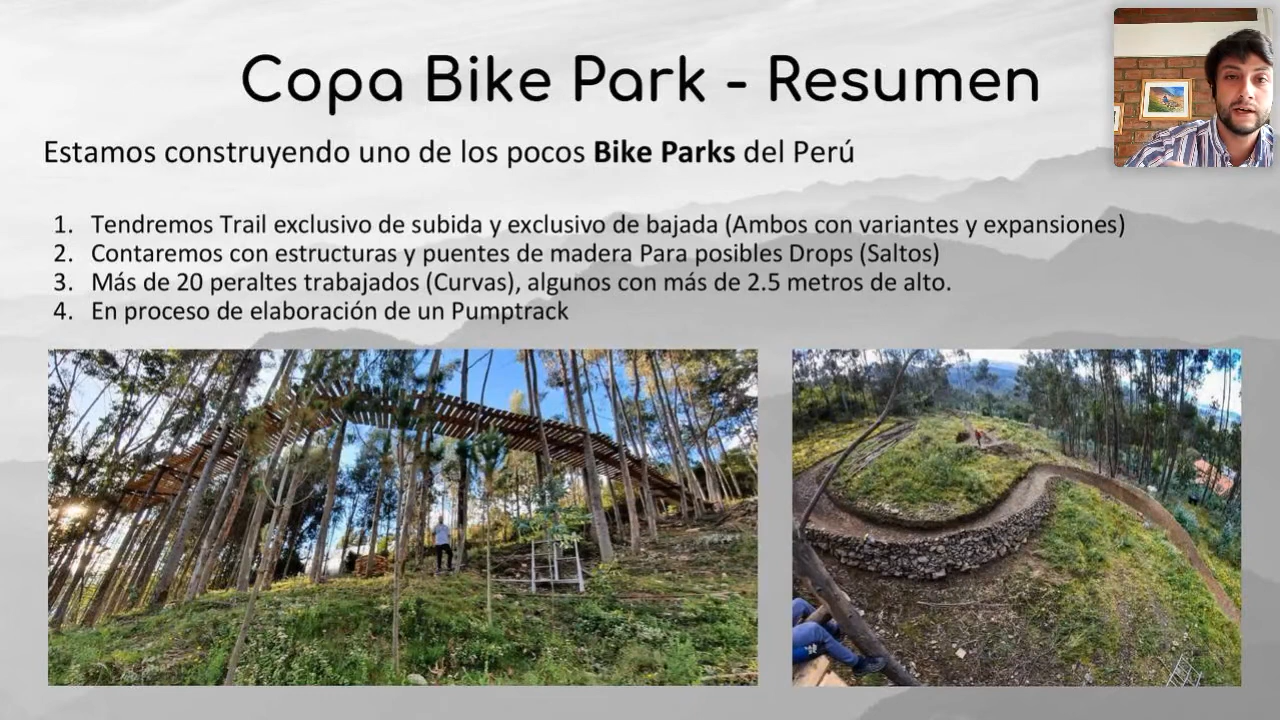 Copa Bike Park - Resumen
Estamos construyendo uno de los pocos Bike Parks del Perú
1. Tendremos Trail exclusivo de subida y exclusivo de bajada (Ambos con variantes y expansiones)
2. Contaremos con estructuras y puentes de madera Para posibles Drops (Saltos)
3. Más de 20 peraltes trabajados (Curvas), algunos con más de 2.5 metros de alto.
4. En proceso de elaboración de un Pumptrack